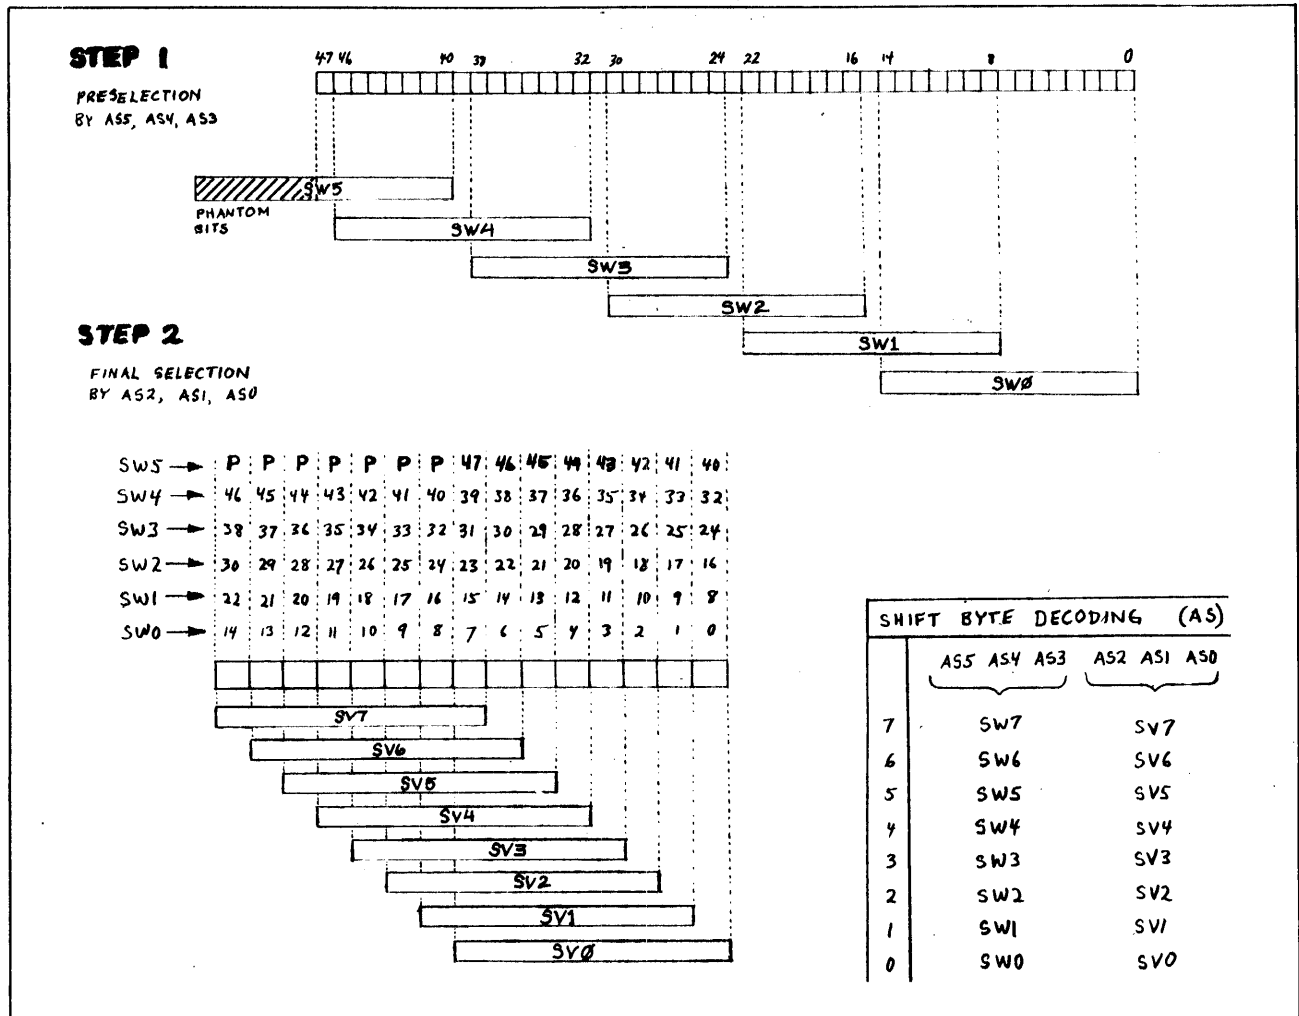 STEP 1
47 46 40 38 32 30 24 22 16 14 8 0
PRESELECTION
BY AS5, AS4, AS3
SW5
PHANTOM
BITS
SW4
SW3
SW2
SW1
SWØ
STEP 2
FINAL SELECTION
BY AS2, AS1, ASO
SW5 → P P P P P P P 47 46 45 44 43 42 41 40
SW4 → 46 45 44 43 42 41 40 39 38 37 36 35 34 33 32
SW3 → 38 37 36 35 34 33 32 31 30 29 28 27 26 25 24
SW2 → 30 29 28 27 26 25 24 23 22 21 20 19 18 17 16
SW1 → 22 21 20 19 18 17 16 15 14 13 12 11 10 9 8
SW0 → 14 13 12 11 10 9 8 7 6 5 4 3 2 1 0
SV7
SV6
SV5
SV4
SV3
SV2
SV1
SVØ
SHIFT BYTE DECODING (AS)
AS5 AS4 AS3 AS2 AS1 AS0
7 SW7 SV7
6 SW6 SV6
5 SW5 SV5
4 SW4 SV4
3 SW3 SV3
2 SW2 SV2
1 SW1 SV1
0 SW0 SV0